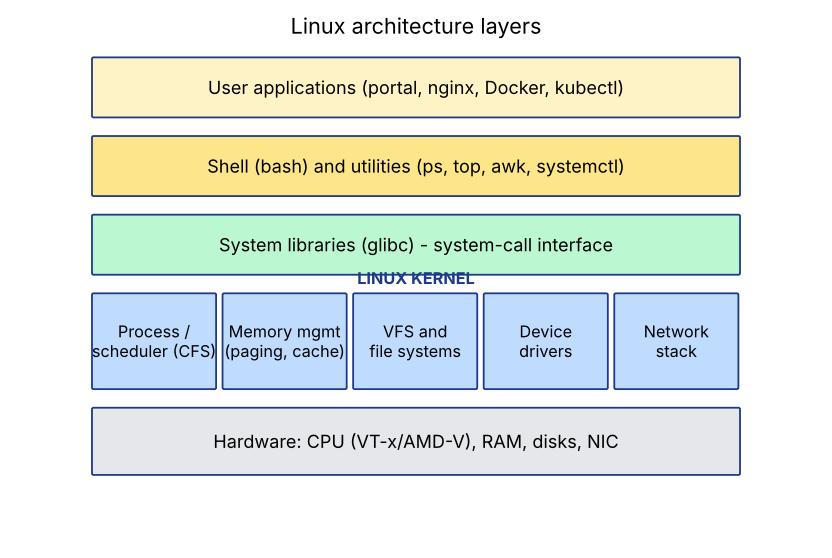 Linux architecture layers
User applications (portal, nginx, Docker, kubectl)
Shell (bash) and utilities (ps, top, awk, systemctl)
System libraries (glibc) - system-call interface
LINUX KERNEL
Process /
scheduler (CFS)
Memory mgmt
(paging, cache)
VFS and
file systems
Device
drivers
Network
stack
Hardware: CPU (VT-x/AMD-V), RAM, disks, NIC